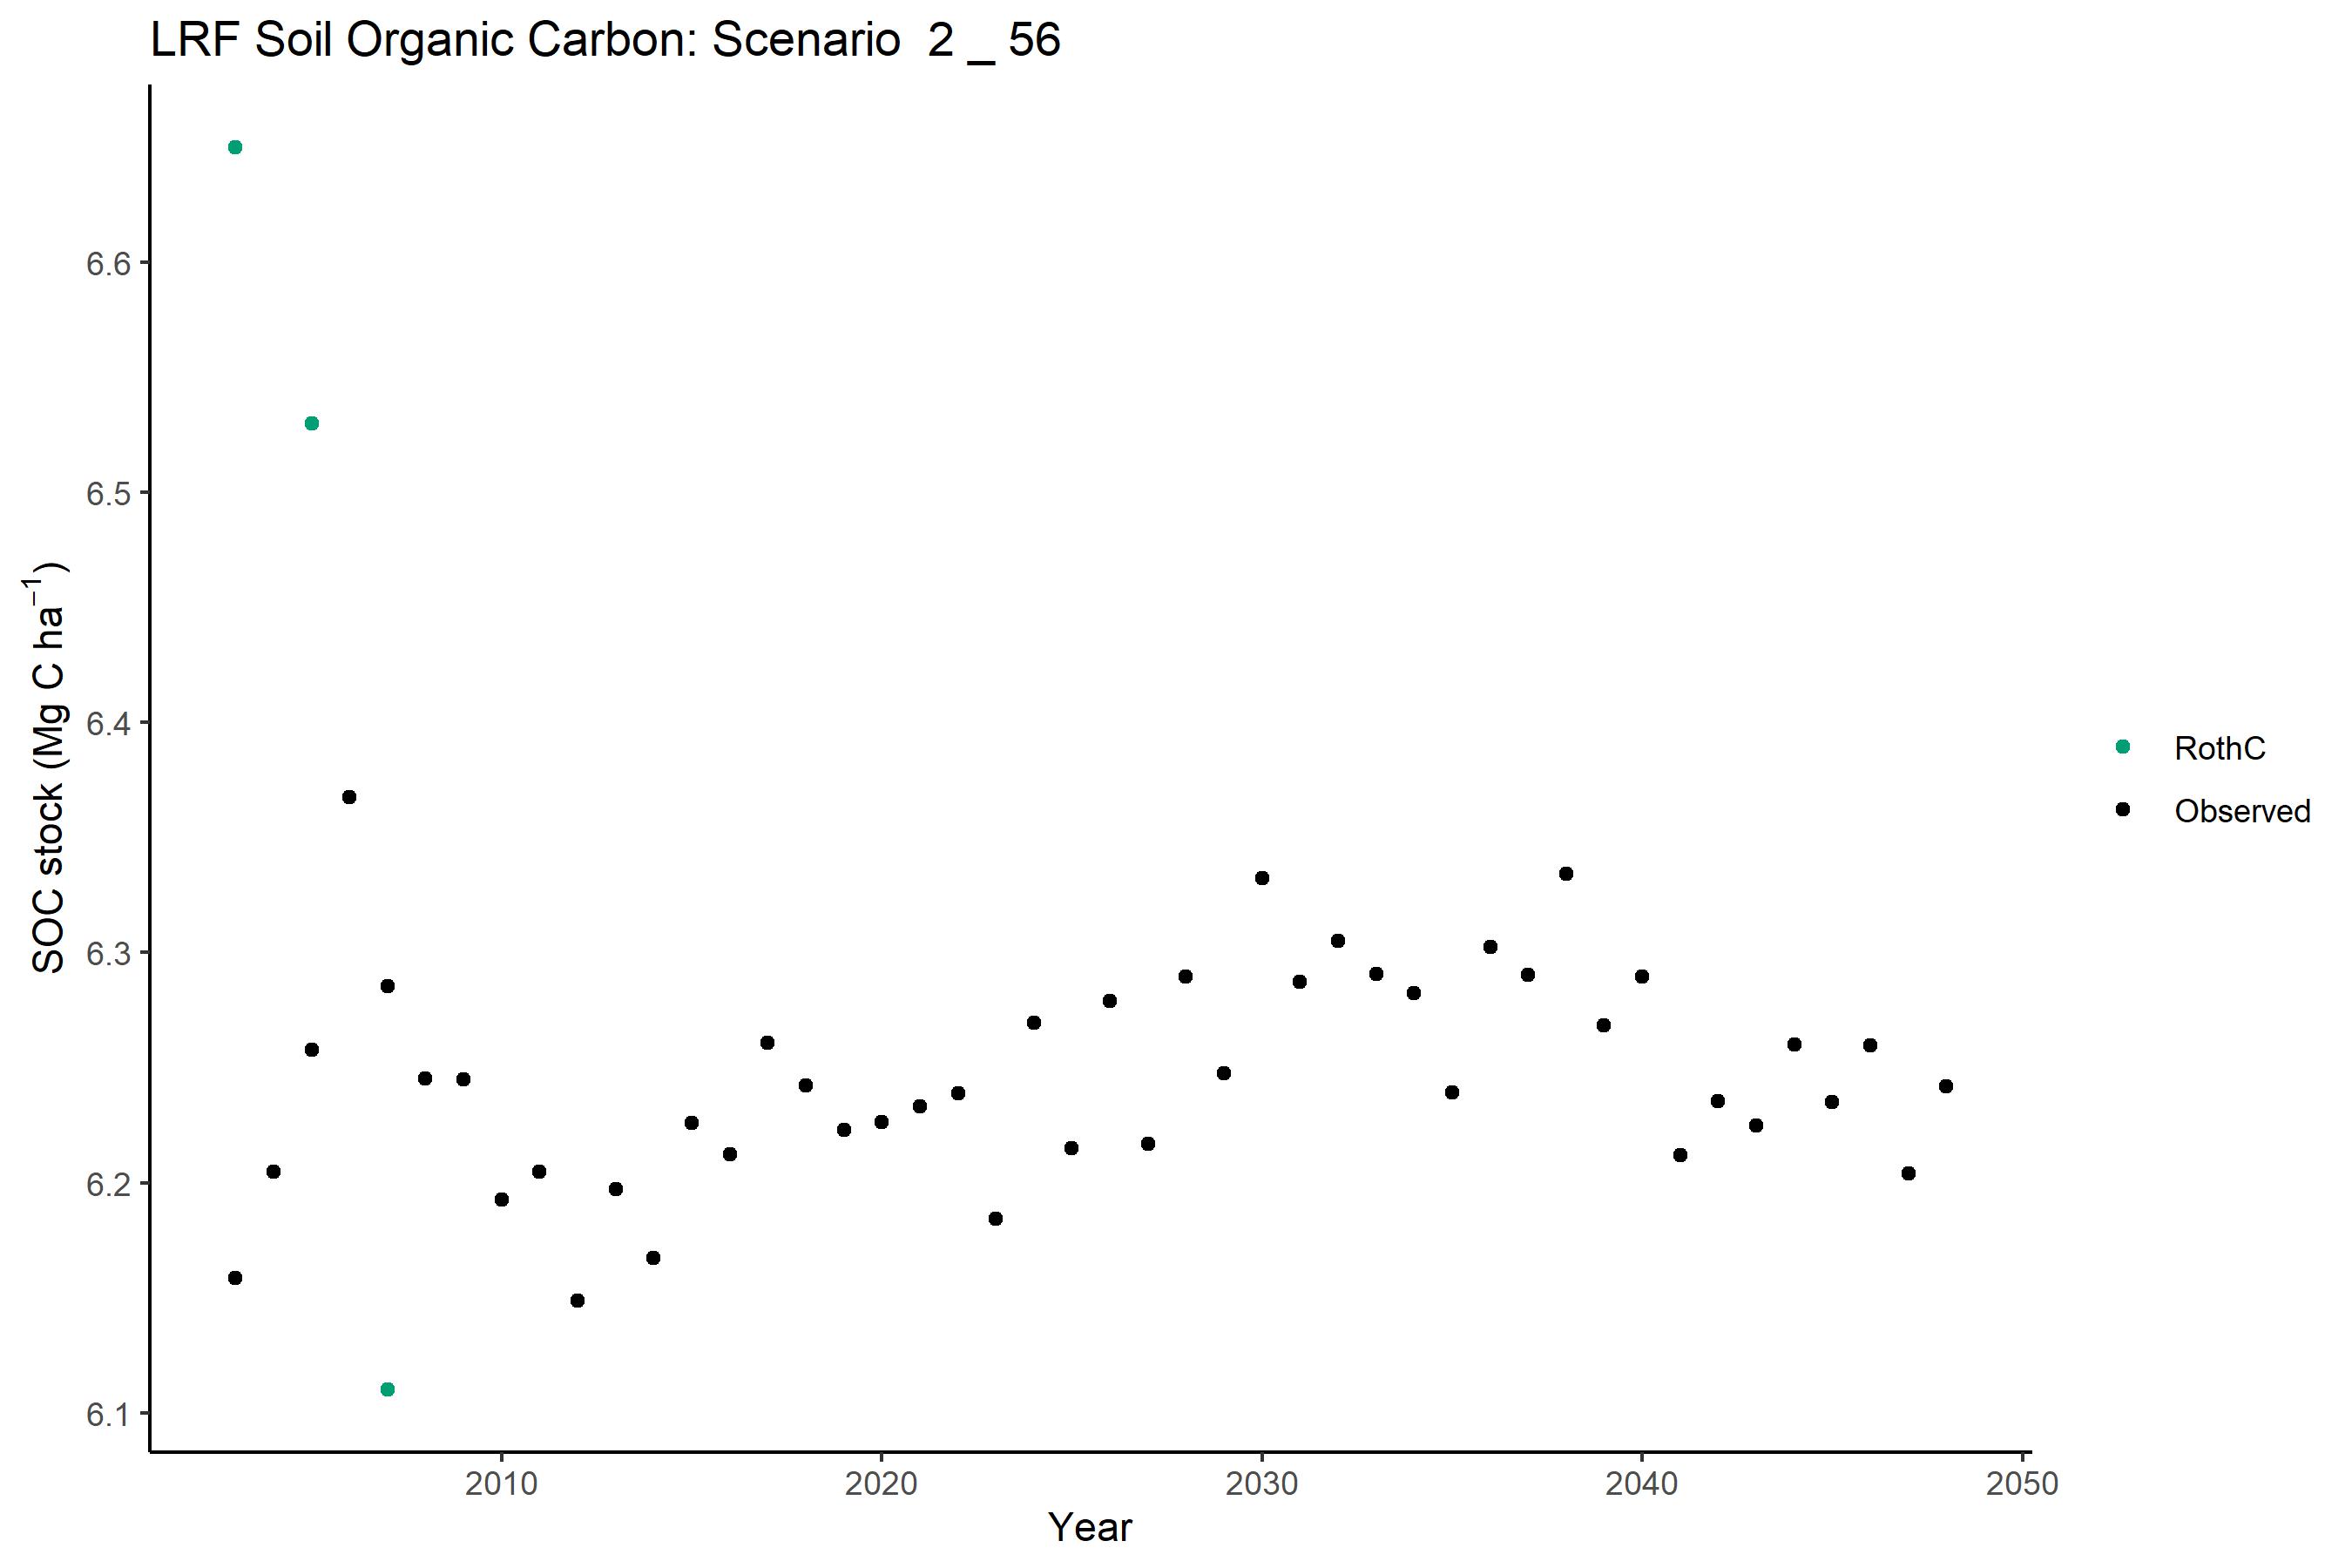 LRF Soil Organic Carbon: Scenario  2 _ 56
SOC stock (Mg C ha⁻¹)
6.6
6.5
6.4
6.3
6.2
6.1
2010 2020 2030 2040 2050
Year
RothC
Observed